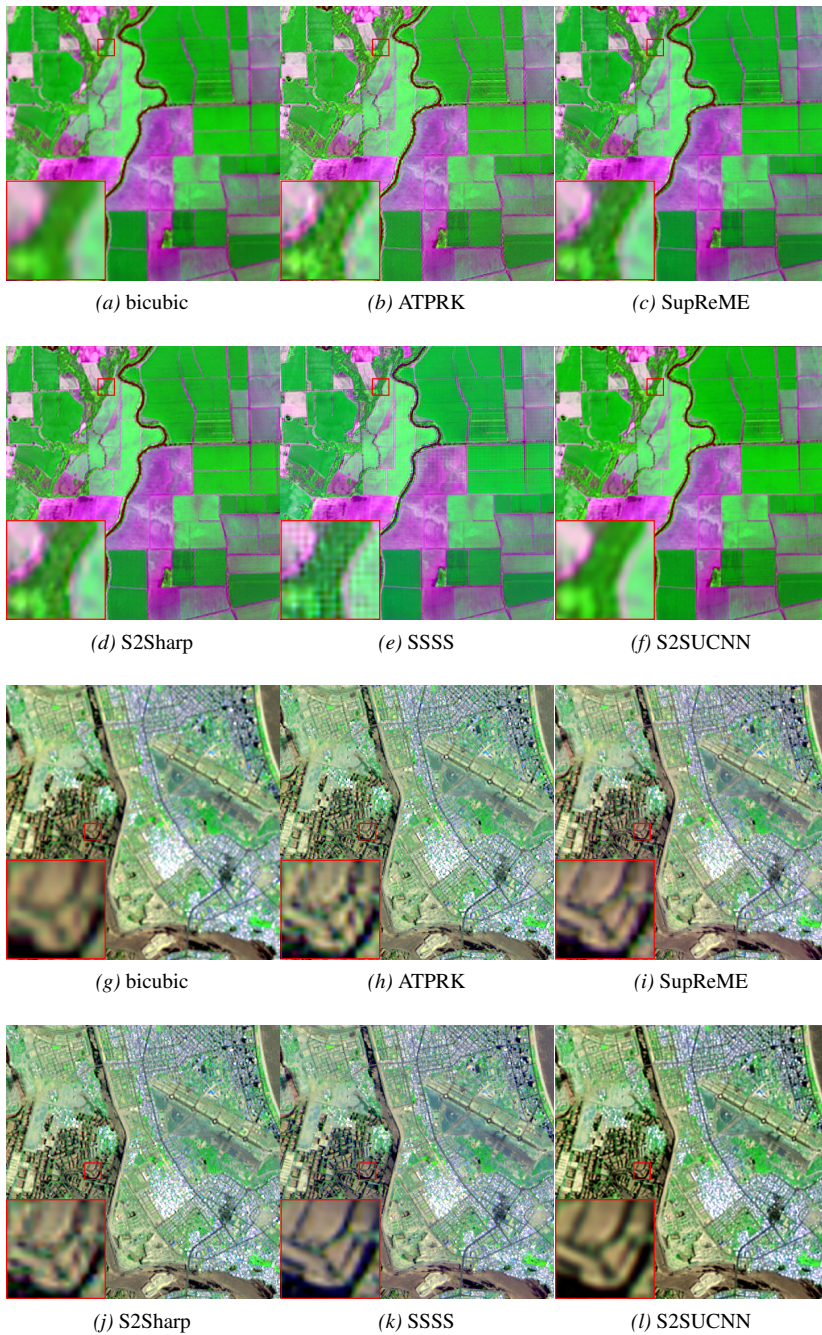 (a) bicubic
(b) ATPRK
(c) SupReME
(d) S2Sharp
(e) SSSS
(f) S2SUCNN
(g) bicubic
(h) ATPRK
(i) SupReME
(j) S2Sharp
(k) SSSS
(l) S2SUCNN